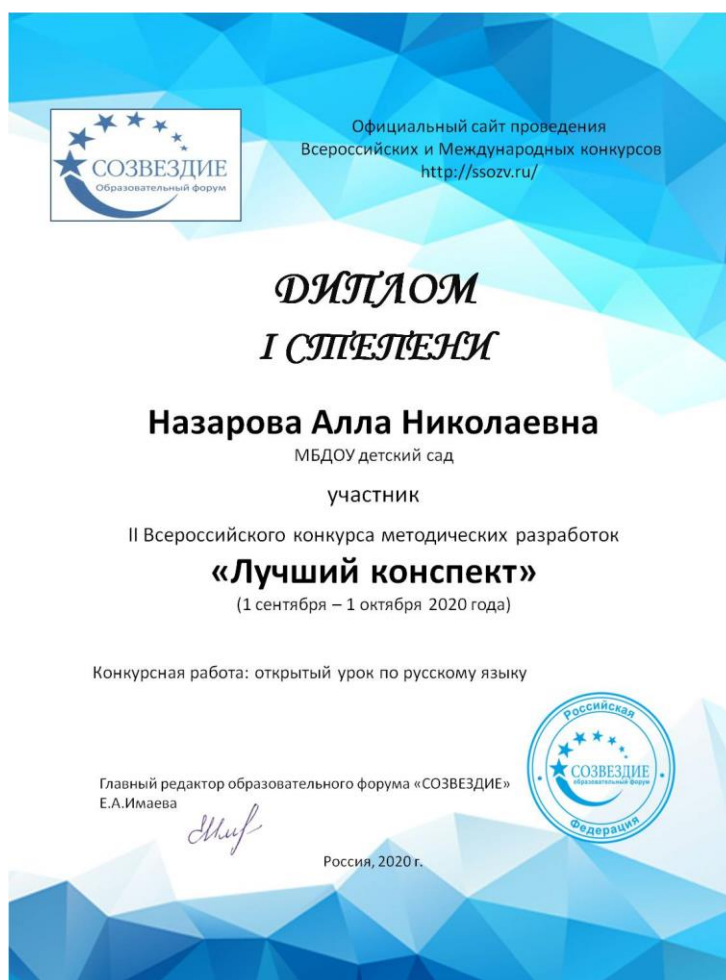 СОЗВЕЗДИЕ
Образовательный форум
Официальный сайт проведения
Всероссийских и Международных конкурсов
http://ssozv.ru/
ДИПЛОМ
I СТЕПЕНИ
Назарова Алла Николаевна
МБДОУ детский сад
участник
II Всероссийского конкурса методических разработок
«Лучший конспект»
(1 сентября – 1 октября 2020 года)
Конкурсная работа: открытый урок по русскому языку
Российская
СОЗВЕЗДИЕ
образовательный форум
Федерация
Главный редактор образовательного форума «СОЗВЕЗДИЕ»
Е.А.Имаева
Россия, 2020 г.